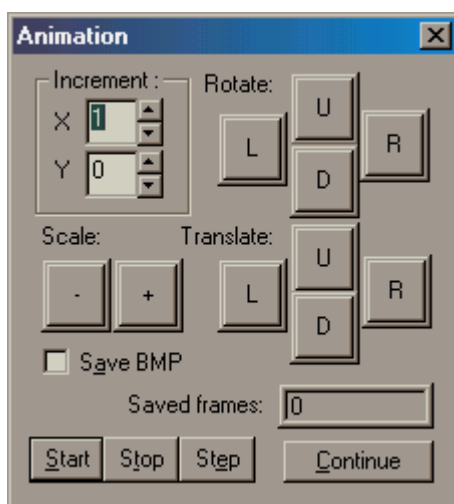 Animation
Increment :
X 1
Y 0
Rotate:
U
L
R
D
Scale:
Translate:
U
-
+
L
R
D
Save BMP
Saved frames: 0
Start Stop Step Continue